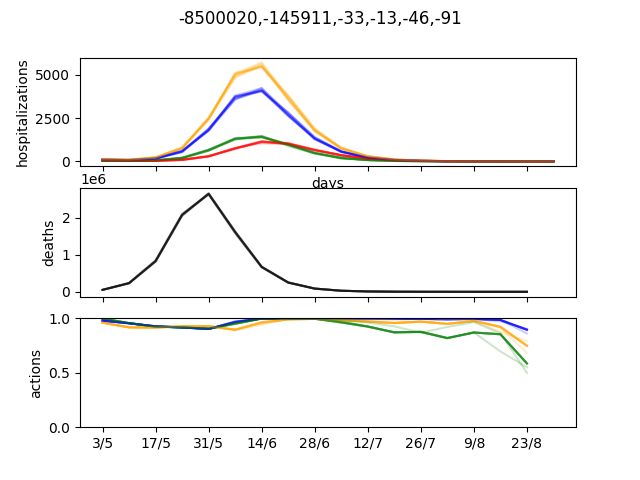 -8500020,-145911,-33,-13,-46,-91
hospitalizations
5000
2500
0
days
1e6
deaths
2
1
0
actions
1.0
0.5
0.0
3/5 17/5 31/5 14/6 28/6 12/7 26/7 9/8 23/8